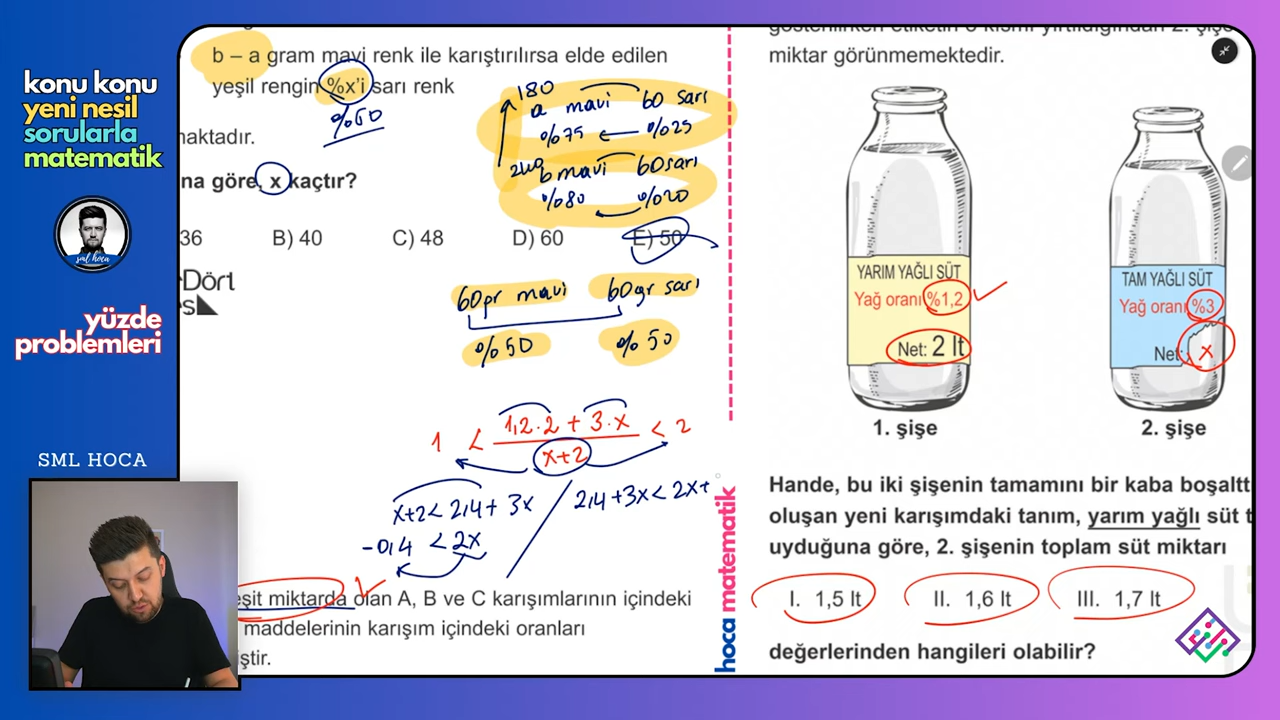 konu konu
yeni nesil
sorularla
matematik
sml hoca
yüzde
problemleri
SML HOCA
b – a gram mavi renk ile karıştırılırsa elde edilen
yeşil rengin %x'i sarı renk
%50
maktadır.
na göre, x kaçtır?
36 B) 40 C) 48 D) 60 E) 50
180
a mavi 60 sarı
%75 %25
240
b mavi 60 sarı
%80 %20
Dört
es
60gr mavi 60gr sarı
%50 %50
1 < 1,2·2 + 3·x < 2
x+2
x+2 < 2,4 + 3x
-0,4 < 2x
2,4 + 3x < 2x+
eşit miktarda olan A, B ve C karışımlarının içindeki
maddelerinin karışım içindeki oranları
iştir.
hoca matematik
miktar görünmemektedir.
YARIM YAĞLI SÜT
Yağ oranı %1,2
Net: 2 lt
1. şişe
TAM YAĞLI SÜT
Yağ oranı %3
Net: x
2. şişe
Hande, bu iki şişenin tamamını bir kaba boşaltt
oluşan yeni karışımdaki tanım, yarım yağlı süt t
uyduğuna göre, 2. şişenin toplam süt miktarı
I. 1,5 lt II. 1,6 lt III. 1,7 lt
değerlerinden hangileri olabilir?